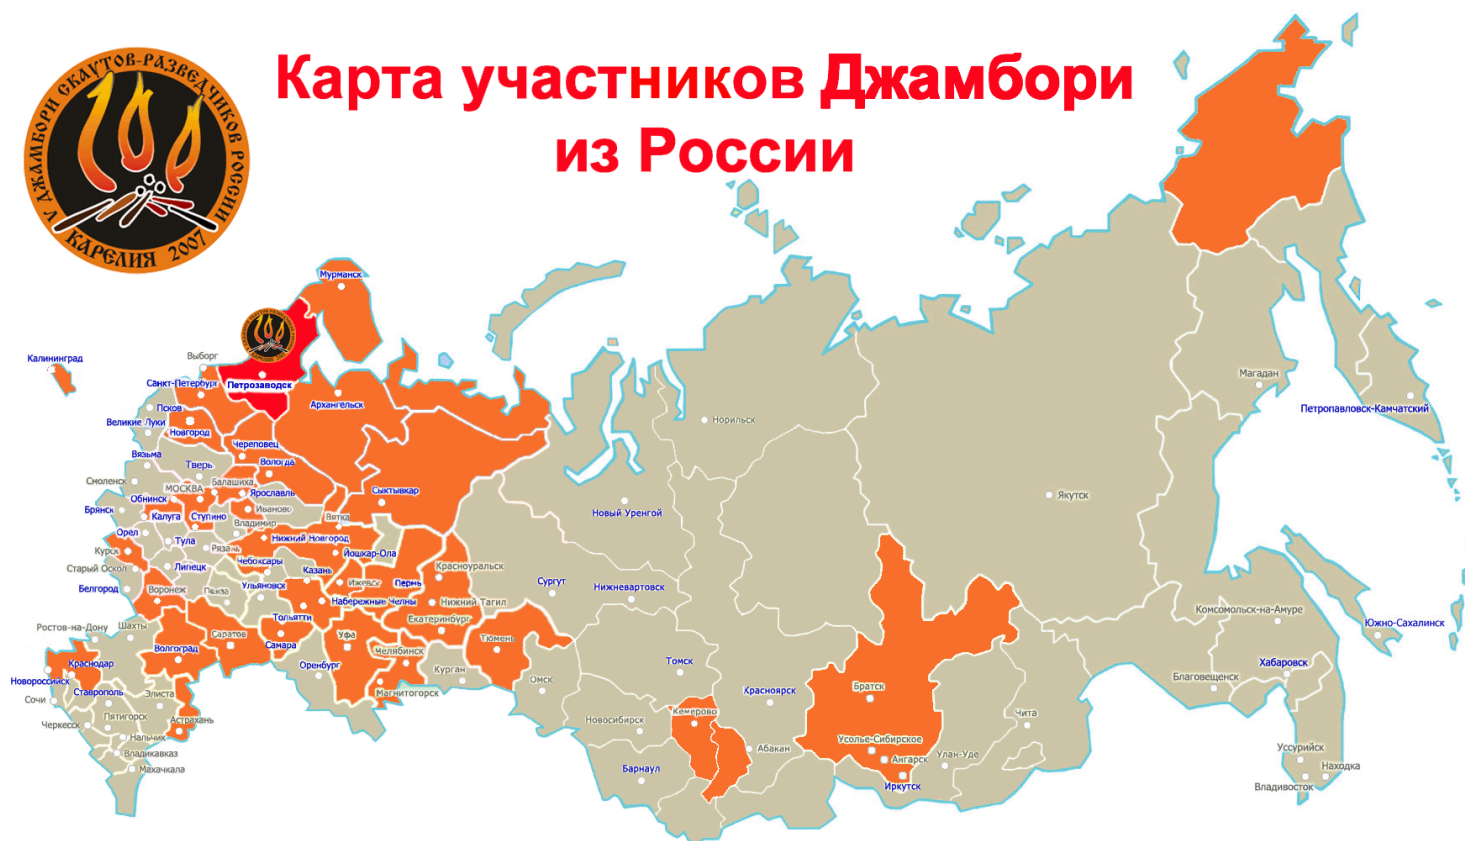 Карта участников Джамбори
из России
V ДЖАМБОРИ СКАУТОВ-РАЗВЕДЧИКОВ РОССИИ
КАРЕЛИЯ 2007
Мурманск
Выборг
Калининград
Санкт-Петербург
Петрозаводск
Псков
Архангельск
Великие Луки
Новгород
Череповец
Вязьма
Тверь
Вологда
Смоленск
МОСКВА
Балашиха
Сыктывкар
Обнинск
Ярославль
Брянск
Калуга
Ступино
Иваново
Вятка
Владимир
Орел
Тула
Нижний Новгород
Курск
Рязань
Йошкар-Ола
Старый Оскол
Липецк
Чебоксары
Казань
Красноуральск
Белгород
Воронеж
Пенза
Ульяновск
Ижевск
Пермь
Набережные Челны
Нижний Тагил
Ростов-на-Дону
Шахты
Тольятти
Екатеринбург
Саратов
Самара
Уфа
Тюмень
Волгоград
Челябинск
Краснодар
Оренбург
Курган
Новороссийск
Ставрополь
Элиста
Магнитогорск
Омск
Сочи
Пятигорск
Астрахань
Черкесск
Нальчик
Владикавказ
Махачкала
Норильск
Новый Уренгой
Сургут
Нижневартовск
Томск
Красноярск
Кемерова
Новосибирск
Абакан
Барнаул
Братск
Усолье-Сибирское
Ангарск
Иркутск
Улан-Уде
Чита
Якутск
Магадан
Петропавловск-Камчатский
Комсомольск-на-Амуре
Южно-Сахалинск
Хабаровск
Благовещенск
Уссурийск
Находка
Владивосток